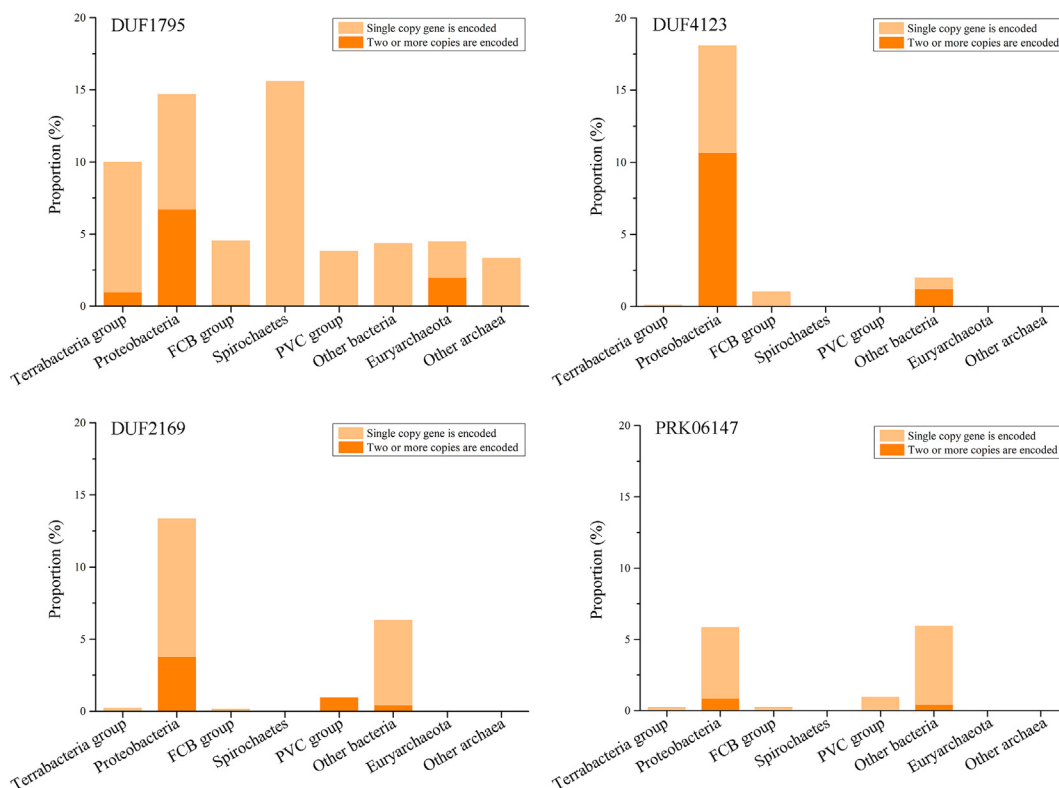 DUF1795
Single copy gene is encoded
Two or more copies are encoded
Proportion (%)
20
15
10
5
0
Terrabacteria group
Proteobacteria
FCB group
Spirochaetes
PVC group
Other bacteria
Euryarchaeota
Other archaea
DUF4123
Single copy gene is encoded
Two or more copies are encoded
Proportion (%)
20
15
10
5
0
Terrabacteria group
Proteobacteria
FCB group
Spirochaetes
PVC group
Other bacteria
Euryarchaeota
Other archaea
DUF2169
Single copy gene is encoded
Two or more copies are encoded
Proportion (%)
20
15
10
5
0
Terrabacteria group
Proteobacteria
FCB group
Spirochaetes
PVC group
Other bacteria
Euryarchaeota
Other archaea
PRK06147
Single copy gene is encoded
Two or more copies are encoded
Proportion (%)
20
15
10
5
0
Terrabacteria group
Proteobacteria
FCB group
Spirochaetes
PVC group
Other bacteria
Euryarchaeota
Other archaea